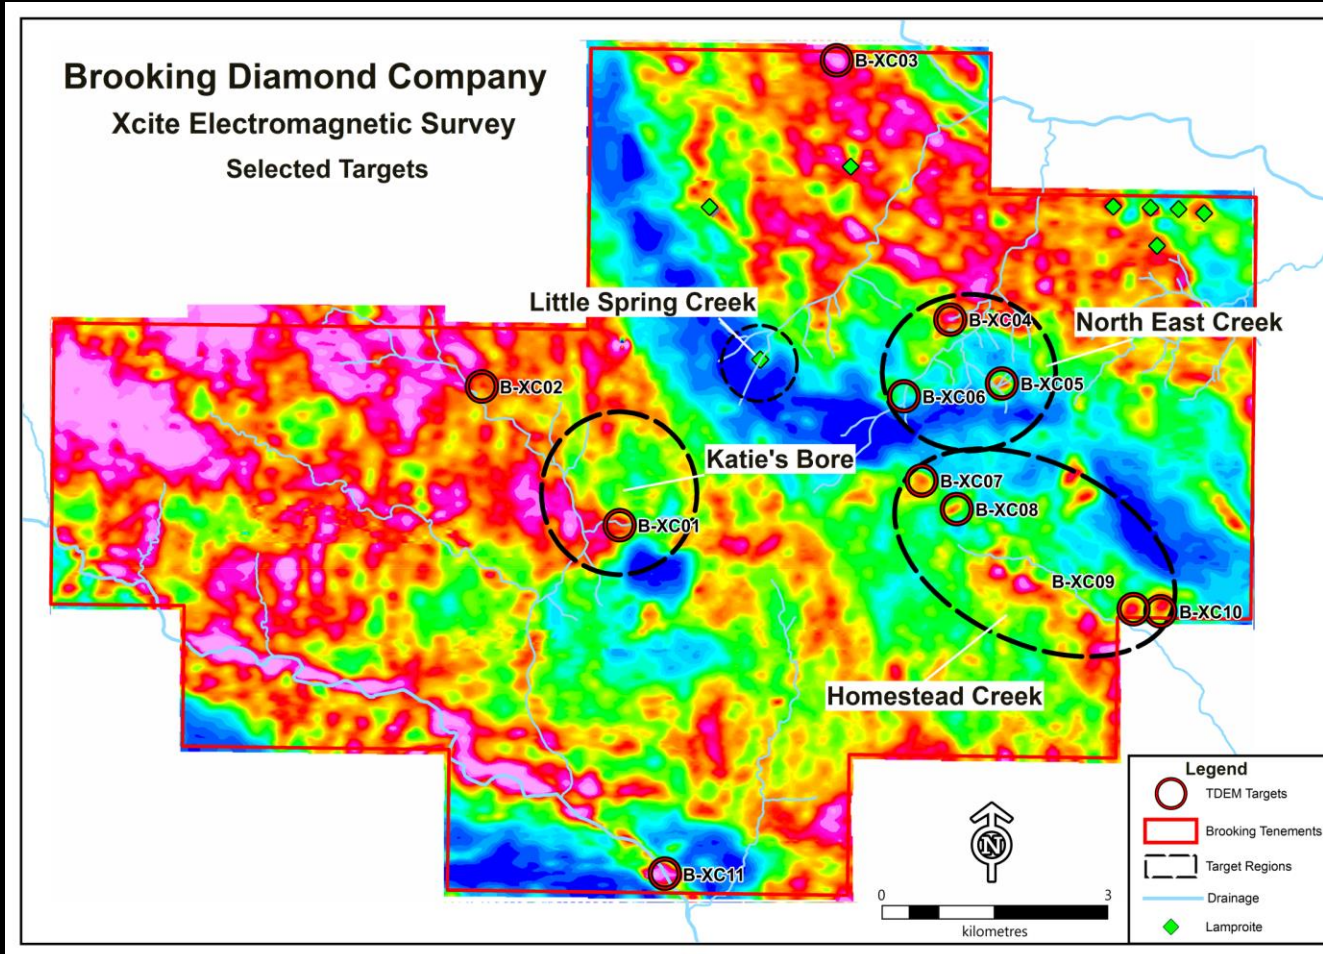 Brooking Diamond Company
Xcite Electromagnetic Survey
Selected Targets
B-XC03
Little Spring Creek
B-XC04
North East Creek
B-XC02
B-XC05
B-XC06
Katie's Bore
B-XC07
B-XC08
B-XC01
B-XC09
B-XC10
Homestead Creek
B-XC11
N
0 3
kilometres
Legend
TDEM Targets
Brooking Tenements
Target Regions
Drainage
Lamproite